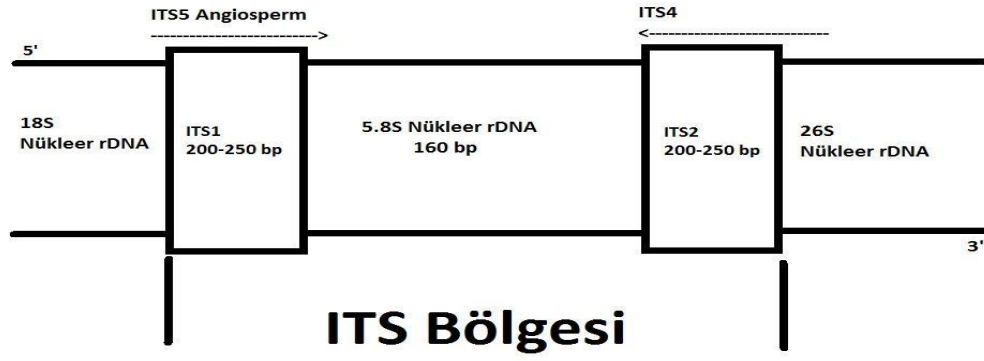 ITS5 Angiosperm
-------------------------->
ITS4
<----------------------------
5'
18S
Nükleer rDNA
ITS1
200-250 bp
5.8S Nükleer rDNA
160 bp
ITS2
200-250 bp
26S
Nükleer rDNA
3'
ITS Bölgesi